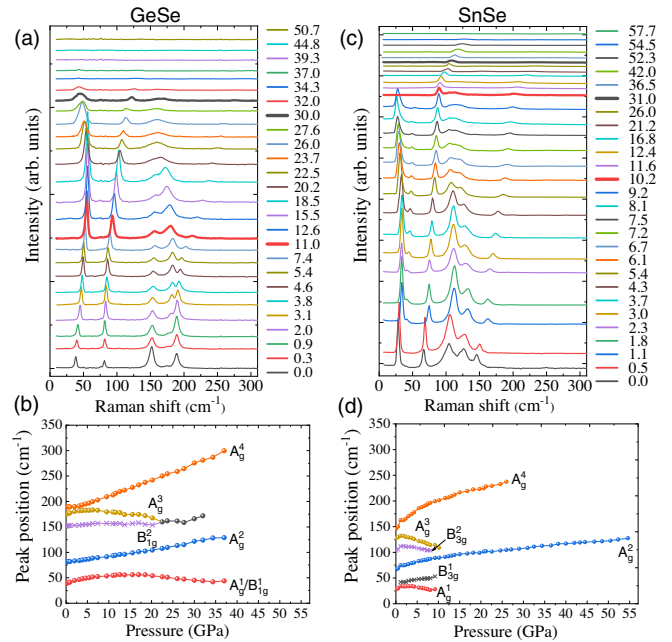 GeSe
SnSe
(a)
50.7
44.8
39.3
37.0
34.3
32.0
30.0
27.6
26.0
23.7
22.5
20.2
18.5
15.5
12.6
11.0
7.4
5.4
4.6
3.8
3.1
2.0
0.9
0.3
0.0
Intensity (arb. units)
0 50 100 150 200 250 300
Raman shift (cm⁻¹)
(c)
57.7
54.5
52.3
42.0
36.5
31.0
26.0
21.2
16.8
12.4
11.6
10.2
9.2
8.1
7.5
7.2
6.7
6.1
5.4
4.3
3.7
3.0
2.3
1.8
1.1
0.5
0.0
Intensity (arb. units)
0 50 100 150 200 250 300
Raman shift (cm⁻¹)
(b)
350
300
250
200
150
100
50
0
Peak position (cm⁻¹)
A⁴g
A³g
B²1g
A²g
A¹g/B1g
0 5 10 15 20 25 30 35 40 45 50 55
Pressure (GPa)
(d)
350
300
250
200
150
100
50
0
Peak position (cm⁻¹)
A⁴g
A³g
B²3g
A²g
B¹3g
A¹g
0 5 10 15 20 25 30 35 40 45 50 55
Pressure (GPa)